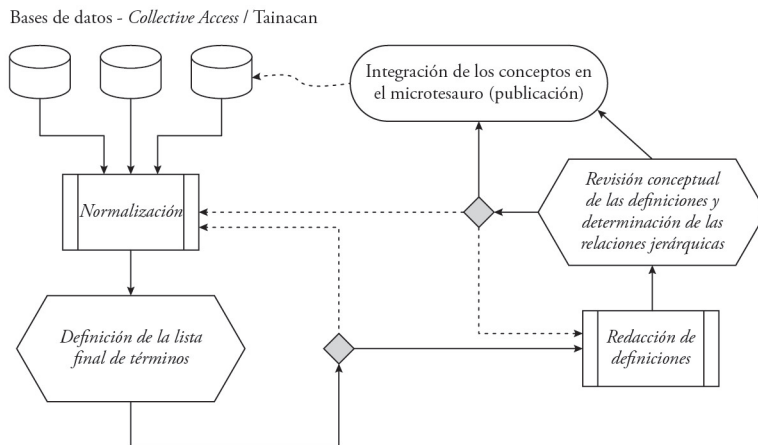 Bases de datos - Collective Access / Tainacan
Integración de los conceptos en
el microtesauro (publicación)
Normalización
Revisión conceptual
de las definiciones y
determinación de las
relaciones jerárquicas
Definición de la lista
final de términos
Redacción de
definiciones